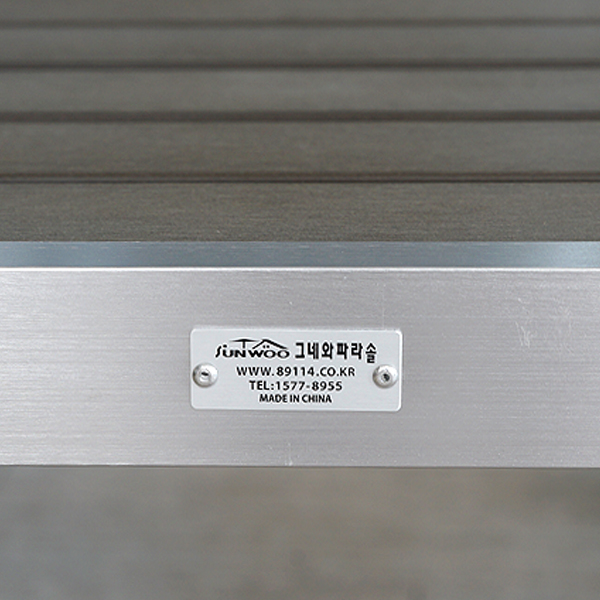 SUNWOO 그네와파라솔
WWW.89114.CO.KR
TEL:1577-8955
MADE IN CHINA